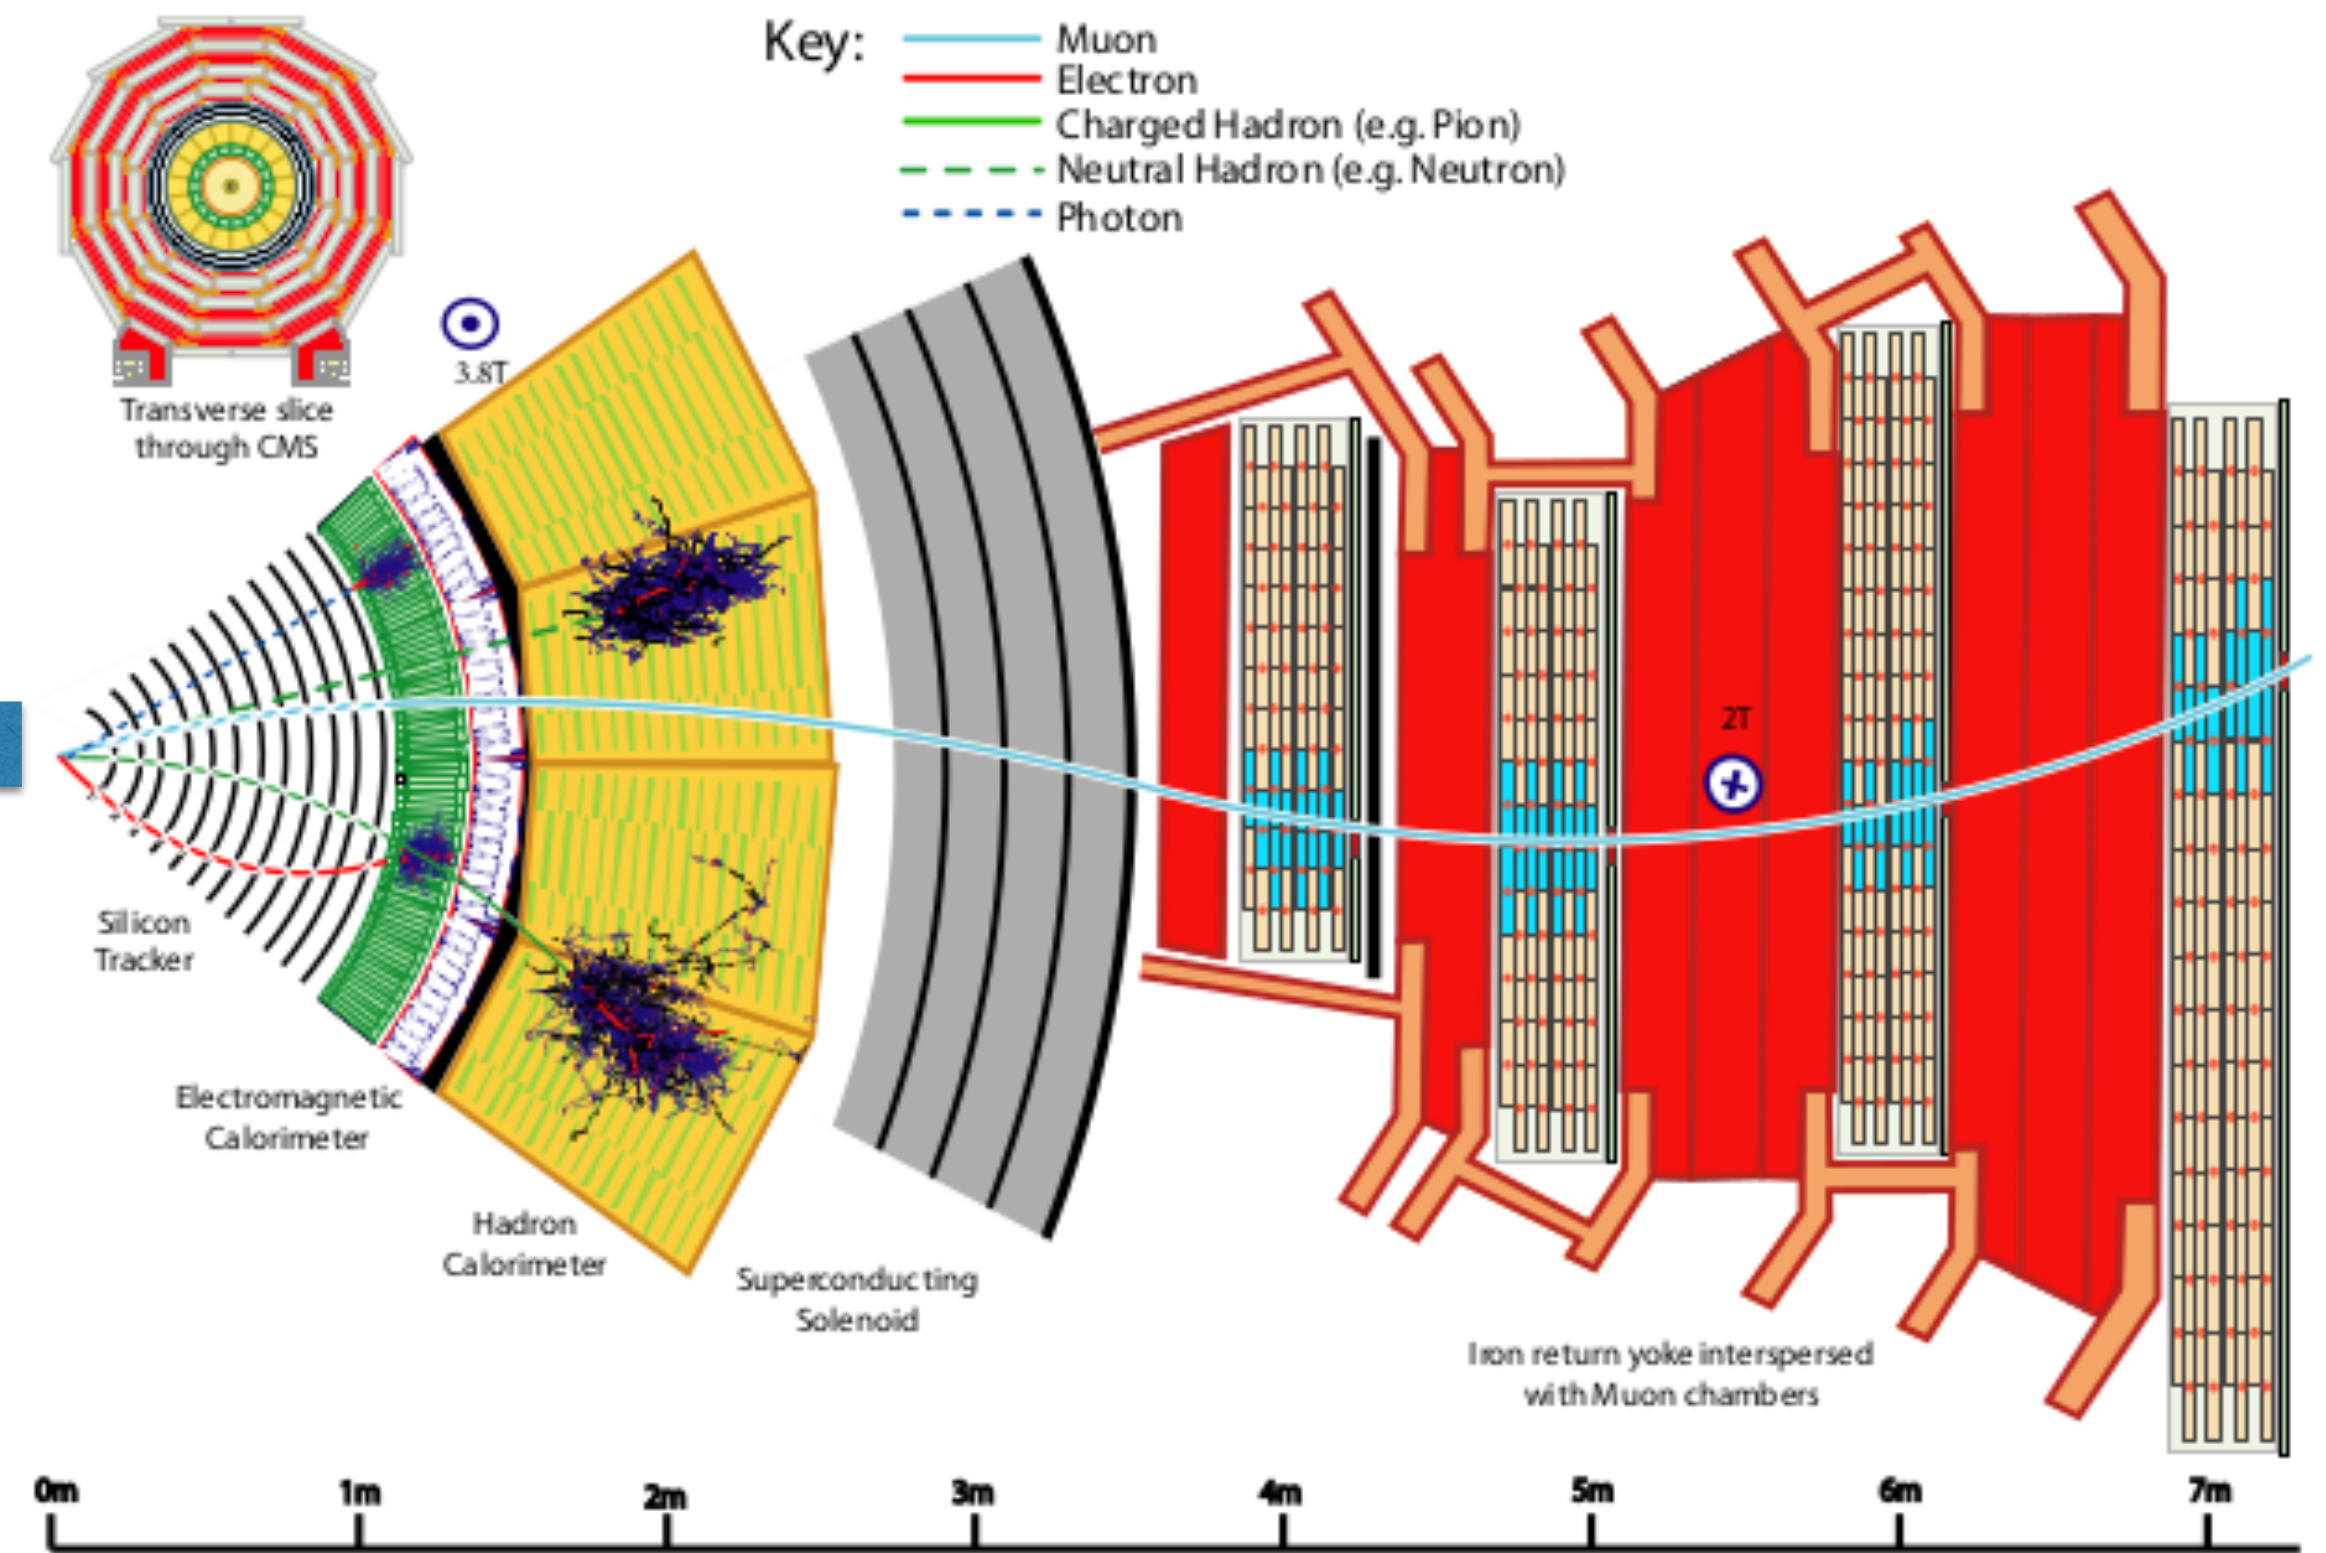 Key:
Muon
Electron
Charged Hadron (e.g. Pion)
Neutral Hadron (e.g. Neutron)
Photon
3.8T
Transverse slice
through CMS
2T
Silicon
Tracker
Electromagnetic
Calorimeter
Hadron
Calorimeter
Superconducting
Solenoid
Iron return yoke interspersed
with Muon chambers
0m 1m 2m 3m 4m 5m 6m 7m